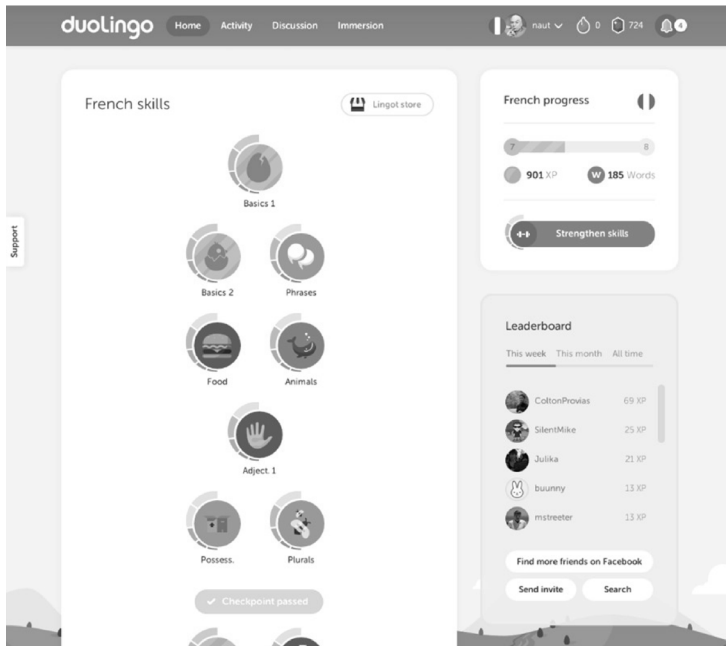 duolingo Home Activity Discussion Immersion naut 0 724 4
French skills
Lingot store
Basics 1
Basics 2 Phrases
Food Animals
Adject. 1
Possess. Plurals
Checkpoint passed
Support
French progress
7 8
901 XP W 185 Words
Strengthen skills
Leaderboard
This week This month All time
ColtonProvias 69 XP
SilentMike 25 XP
Julika 21 XP
buunny 13 XP
mstreeter 13 XP
Find more friends on Facebook
Send invite Search